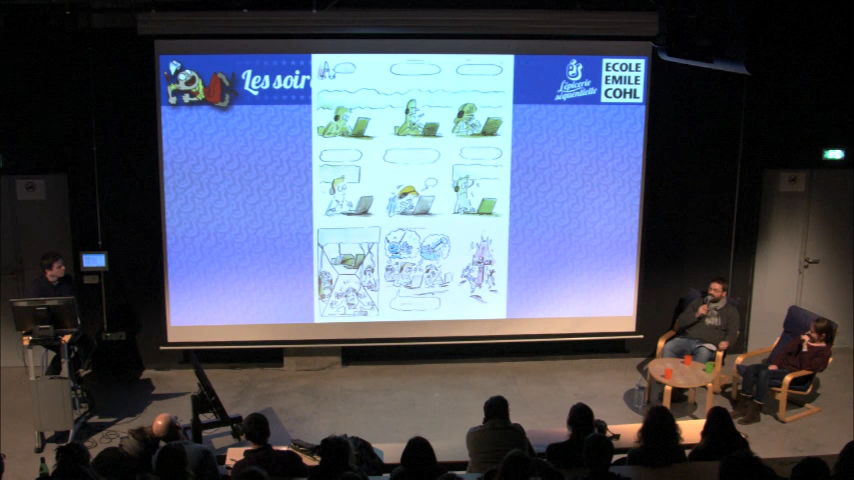 Les soir
L'épicerie
séquentielle
ECOLE
EMILE
COHL